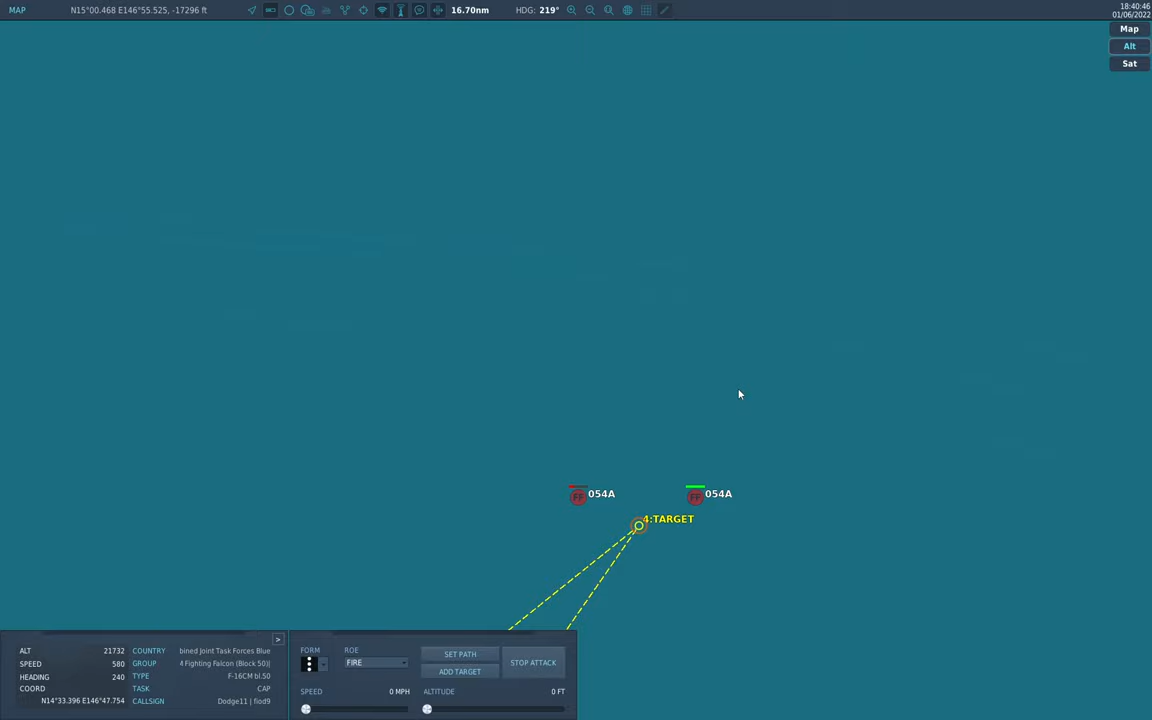 MAP N15°00.468 E146°55.525, -17296 ft 16.70nm HDG: 219° 18:40:46
01/06/2022
Map
Alt
Sat
054A 054A
4:TARGET
>
ALT 21732 COUNTRY bined Joint Task Forces Blue
SPEED 580 GROUP Fighting Falcon (Block 50)|
HEADING 240 TYPE F-16CM bl.50
COORD TASK CAP
N14°33.396 E146°47.754 CALLSIGN Dodge11 | fiod9
FORM ROE SET PATH STOP ATTACK
FIRE ADD TARGET
SPEED 0 MPH ALTITUDE 0 FT